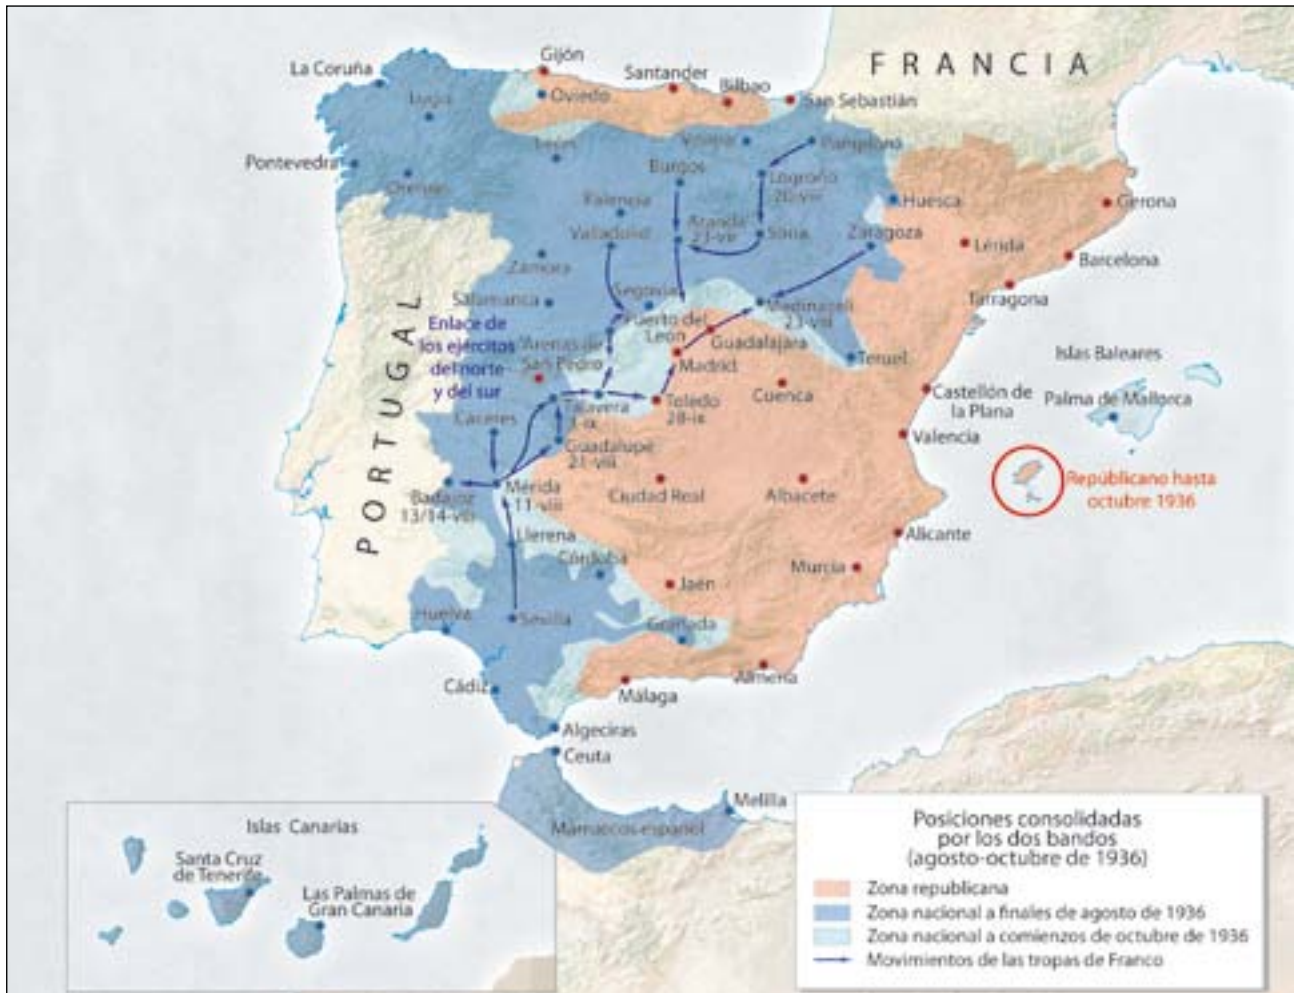 FRANCIA
Gijón
La Coruña
Santander
Bilbao
San Sebastián
Lugo
Oviedo
León
Vitoria
Pamplona
Pontevedra
Orense
Burgos
Logroño
20-viii
Palencia
Huesca
Gerona
Valladolid
Aranda
Soria
Zaragoza
Lérida
Barcelona
Zamora
Tarragona
Segovia
Salamanca
Medinaceli
23-viii
PORTUGAL
Enlace de
los ejércitos
del norte
y del sur
Puerto del
León
Arenas de
San Pedro
Guadalajara
Madrid
Teruel
Islas Baleares
Cuenca
Castellón de
la Plana
Palma de Mallorca
Talavera
Toledo
28-ix
Cáceres
Guadalupe
21-viii
Valencia
Badajoz
13/14-viii
Mérida
11-viii
Ciudad Real
Albacete
Repúblicano hasta
octubre 1936
Llerena
Alicante
Córdoba
Jaén
Murcia
Huelva
Sevilla
Granada
Cádiz
Málaga
Almería
Algeciras
Ceuta
Melilla
Marruecos español
Islas Canarias
Santa Cruz
de Tenerife
Las Palmas de
Gran Canaria
Posiciones consolidadas
por los dos bandos
(agosto-octubre de 1936)
Zona republicana
Zona nacional a finales de agosto de 1936
Zona nacional a comienzos de octubre de 1936
Movimientos de las tropas de Franco